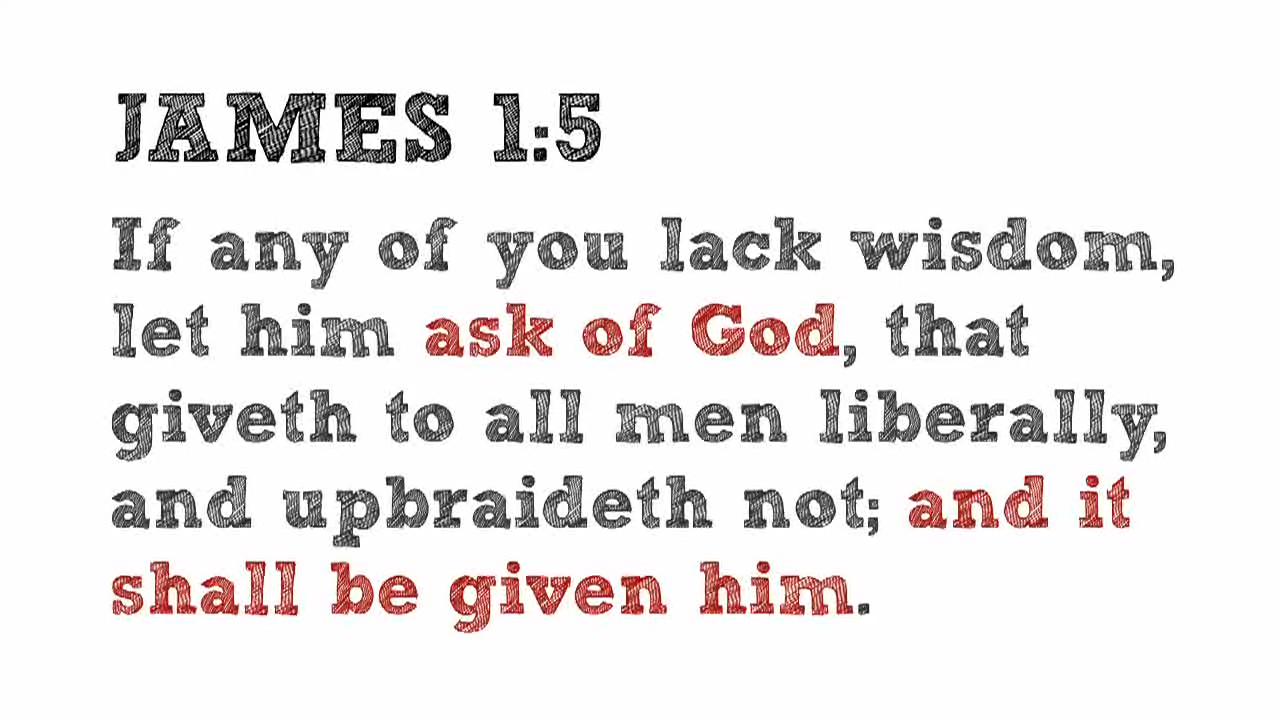 JAMES 1:5
If any of you lack wisdom,
let him ask of God, that
giveth to all men liberally,
and upbraideth not; and it
shall be given him.